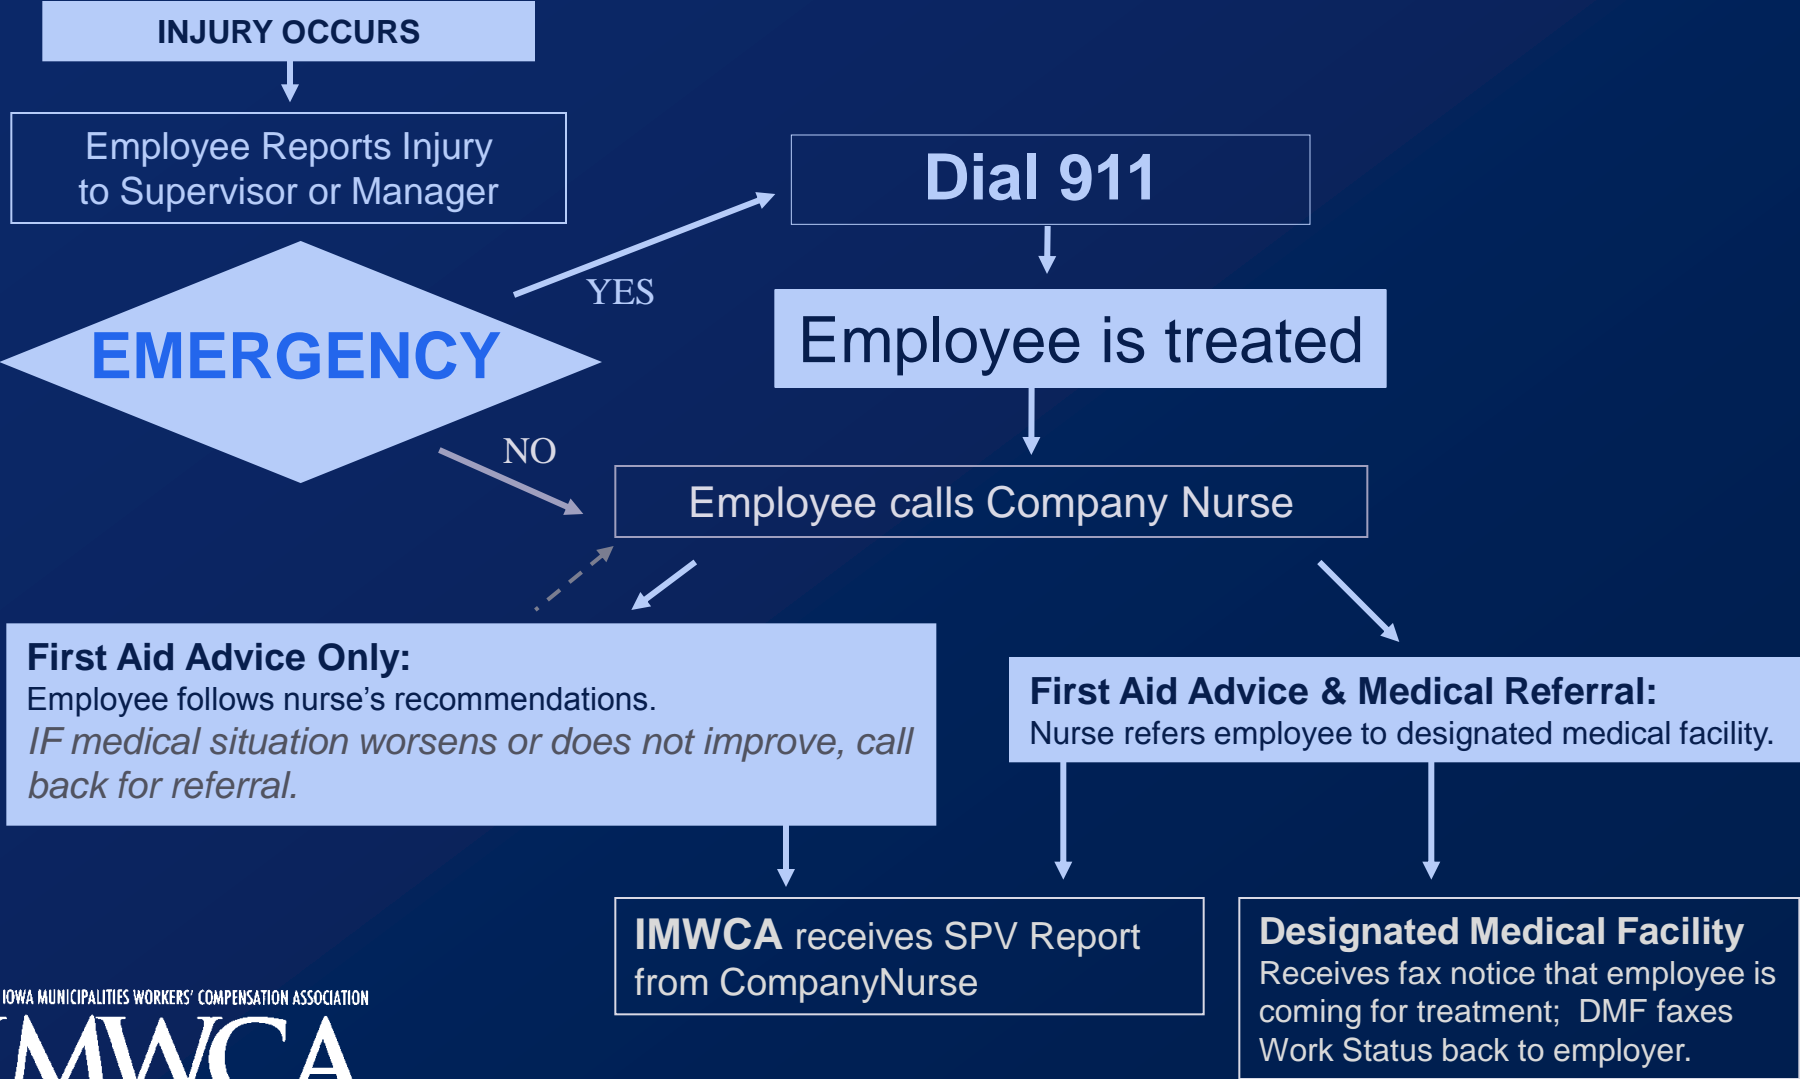 INJURY OCCURS
Employee Reports Injury
to Supervisor or Manager
Dial 911
YES
EMERGENCY
Employee is treated
NO
Employee calls Company Nurse
First Aid Advice Only:
Employee follows nurse's recommendations.
IF medical situation worsens or does not improve, call
back for referral.
First Aid Advice & Medical Referral:
Nurse refers employee to designated medical facility.
IMWCA receives SPV Report
from CompanyNurse
Designated Medical Facility
Receives fax notice that employee is
coming for treatment; DMF faxes
Work Status back to employer.
IOWA MUNICIPALITIES WORKERS' COMPENSATION ASSOCIATION
IMWCA